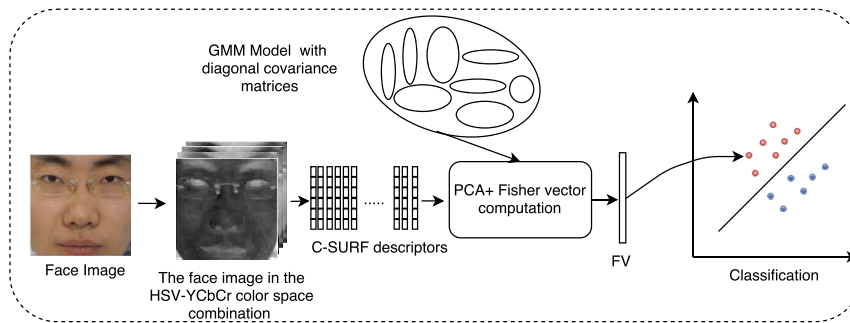 GMM Model with
diagonal covariance
matrices
Face Image
The face image in the
HSV-YCbCr color space
combination
.....
C-SURF descriptors
PCA+ Fisher vector
computation
FV
Classification